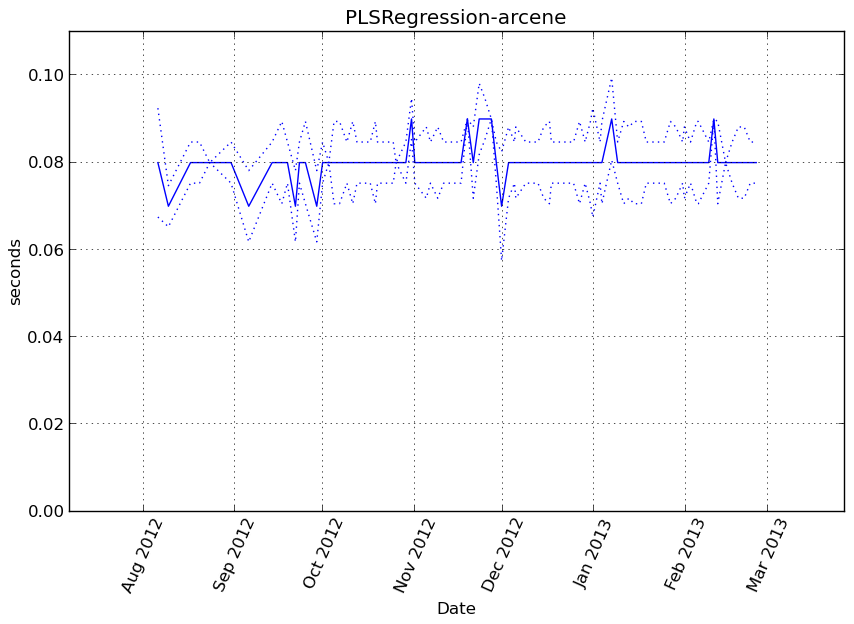 PLSRegression-arcene
0.10
0.08
0.06
0.04
0.02
0.00
seconds
Aug 2012
Sep 2012
Oct 2012
Nov 2012
Dec 2012
Jan 2013
Feb 2013
Mar 2013
Date